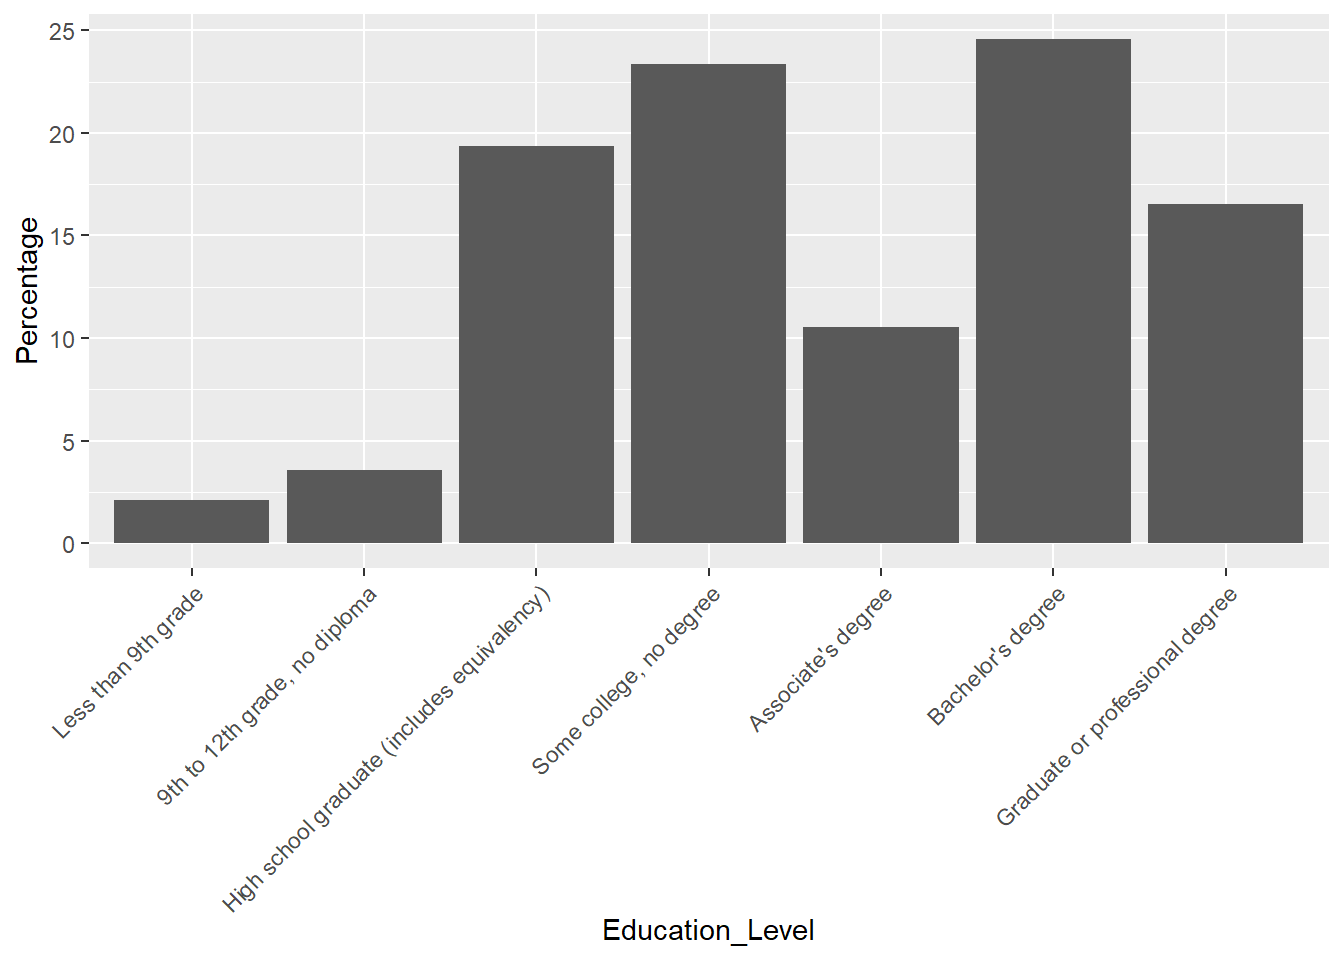 Percentage
25
20
15
10
5
0
Less than 9th grade
9th to 12th grade, no diploma
High school graduate (includes equivalency)
Some college, no degree
Associate's degree
Bachelor's degree
Graduate or professional degree
Education_Level